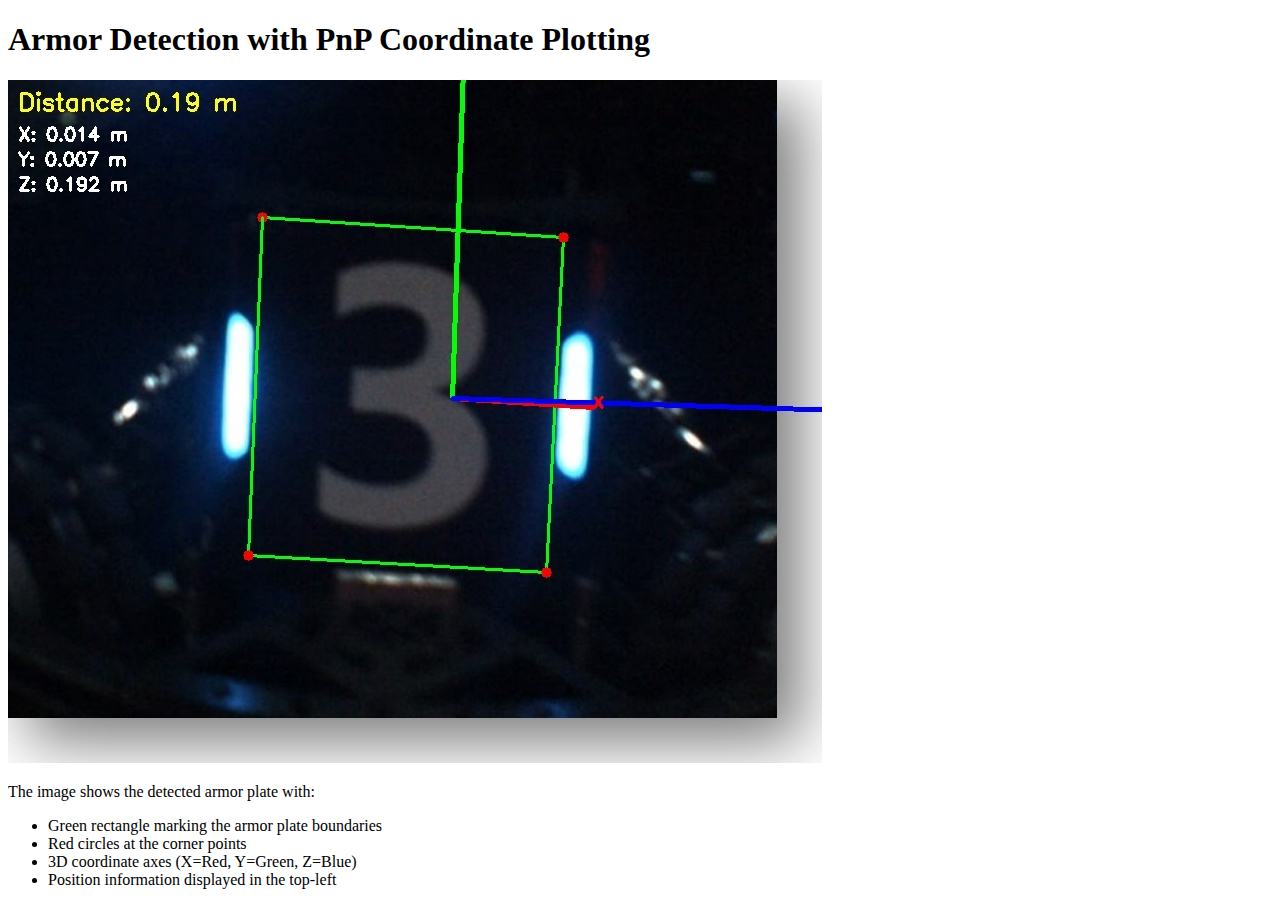 Armor Detection with PnP Coordinate Plotting
Distance: 0.19 m
X: 0.014 m
Y: 0.007 m
Z: 0.192 m
3
X
The image shows the detected armor plate with:
Green rectangle marking the armor plate boundaries
Red circles at the corner points
3D coordinate axes (X=Red, Y=Green, Z=Blue)
Position information displayed in the top-left